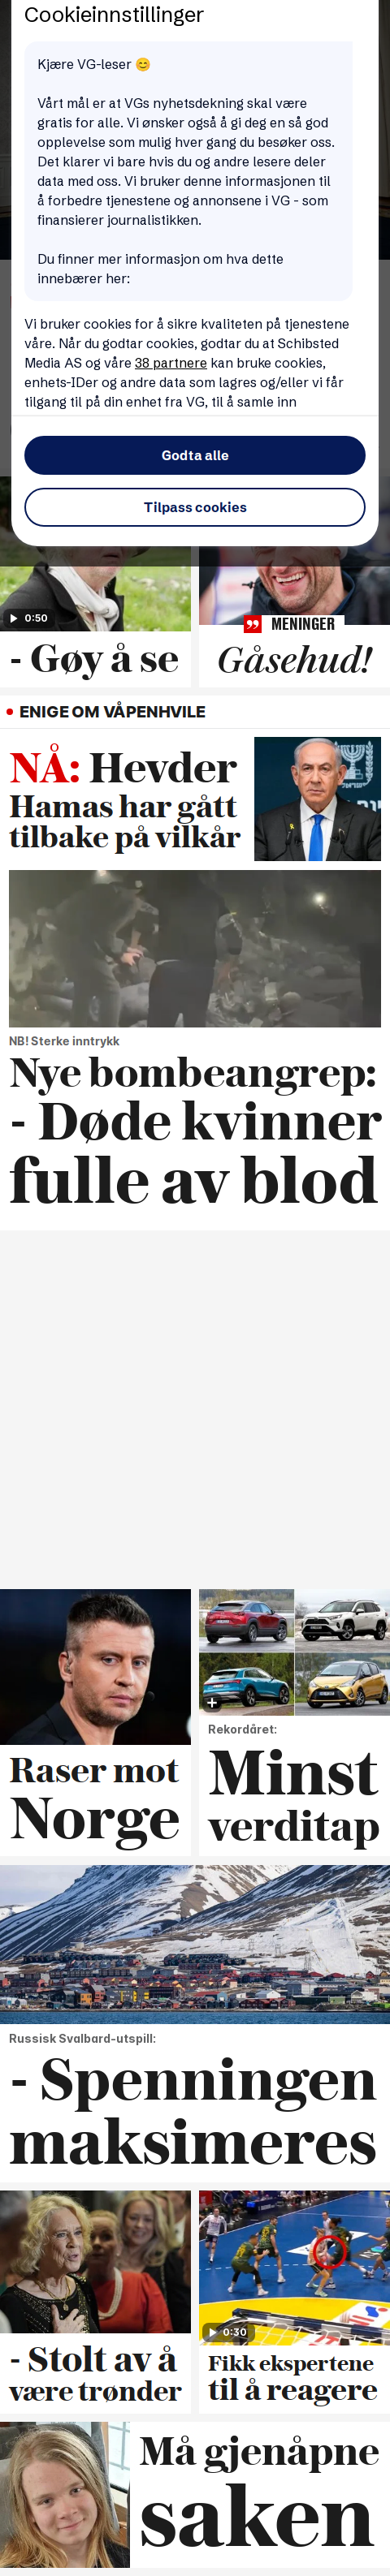 Cookieinnstillinger
Kjære VG-leser 😊
Vårt mål er at VGs nyhetsdekning skal være
gratis for alle. Vi ønsker også å gi deg en så god
opplevelse som mulig hver gang du besøker oss.
Det klarer vi bare hvis du og andre lesere deler
data med oss. Vi bruker denne informasjonen til
å forbedre tjenestene og annonsene i VG - som
finansierer journalistikken.
Du finner mer informasjon om hva dette
innebærer her:
Vi bruker cookies for å sikre kvaliteten på tjenestene
våre. Når du godtar cookies, godtar du at Schibsted
Media AS og våre 38 partnere kan bruke cookies,
enhets-IDer og andre data som lagres og/eller vi får
tilgang til på din enhet fra VG, til å samle inn
Godta alle
Tilpass cookies
0:50
- Gøy å se
MENINGER
Gåsehud!
ENIGE OM VÅPENHVILE
NÅ: Hevder
Hamas har gått
tilbake på vilkår
NB! Sterke inntrykk
Nye bombeangrep:
- Døde kvinner
fulle av blod
Raser mot
Norge
Rekordåret:
Minst
verditap
Russisk Svalbard-utspill:
- Spenningen
maksimeres
- Stolt av å
være trønder
0:30
Fikk ekspertene
til å reagere
Må gjenåpne
saken